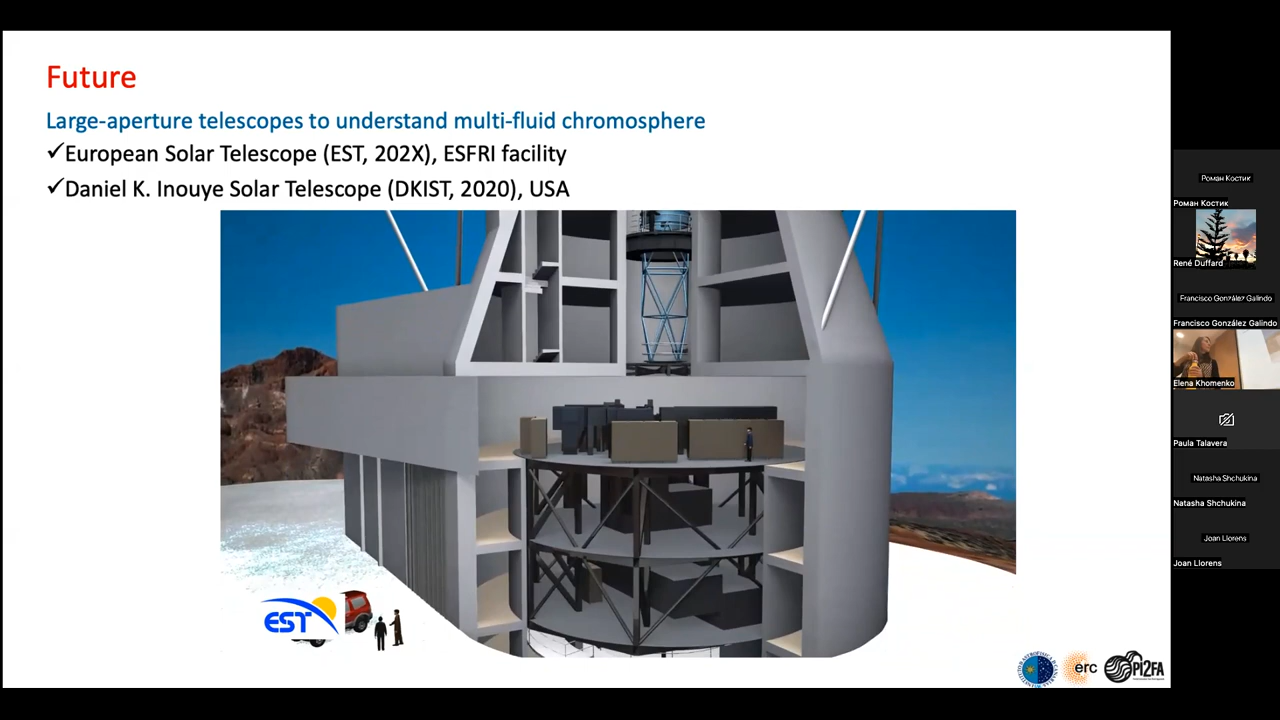 Future
Large-aperture telescopes to understand multi-fluid chromosphere
✓European Solar Telescope (EST, 202X), ESFRI facility
✓Daniel K. Inouye Solar Telescope (DKIST, 2020), USA
EST
erc
PI2FA
Роман Костик
Роман Костик
René Duffard
Francisco González Galindo
Francisco González Galindo
Elena Khomenko
Paula Talavera
Natasha Shchukina
Natasha Shchukina
Joan Llorens
Joan Llorens